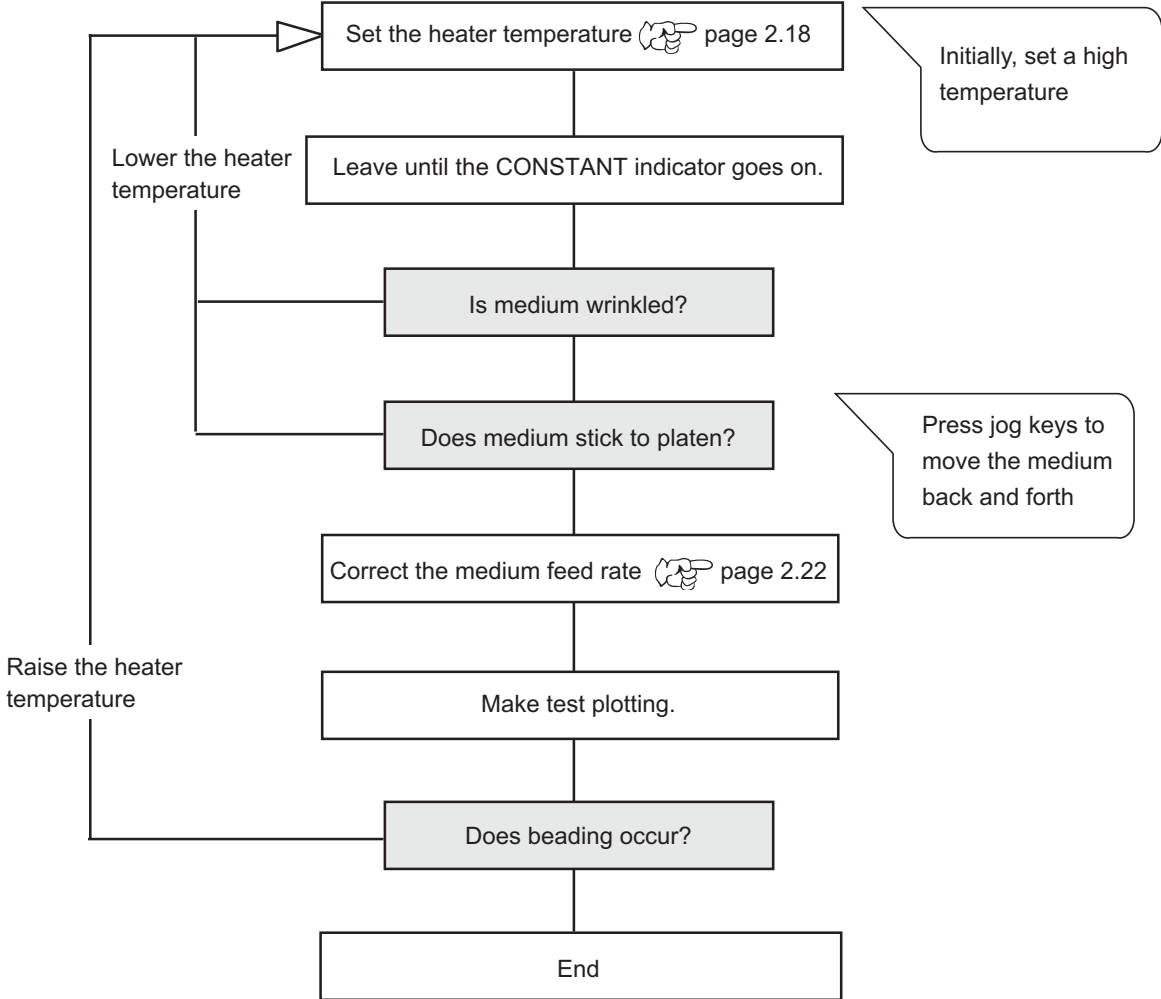 Set the heater temperature page 2.18
Initially, set a high
temperature
Lower the heater
temperature
Leave until the CONSTANT indicator goes on.
Is medium wrinkled?
Does medium stick to platen?
Press jog keys to
move the medium
back and forth
Correct the medium feed rate page 2.22
Raise the heater
temperature
Make test plotting.
Does beading occur?
End